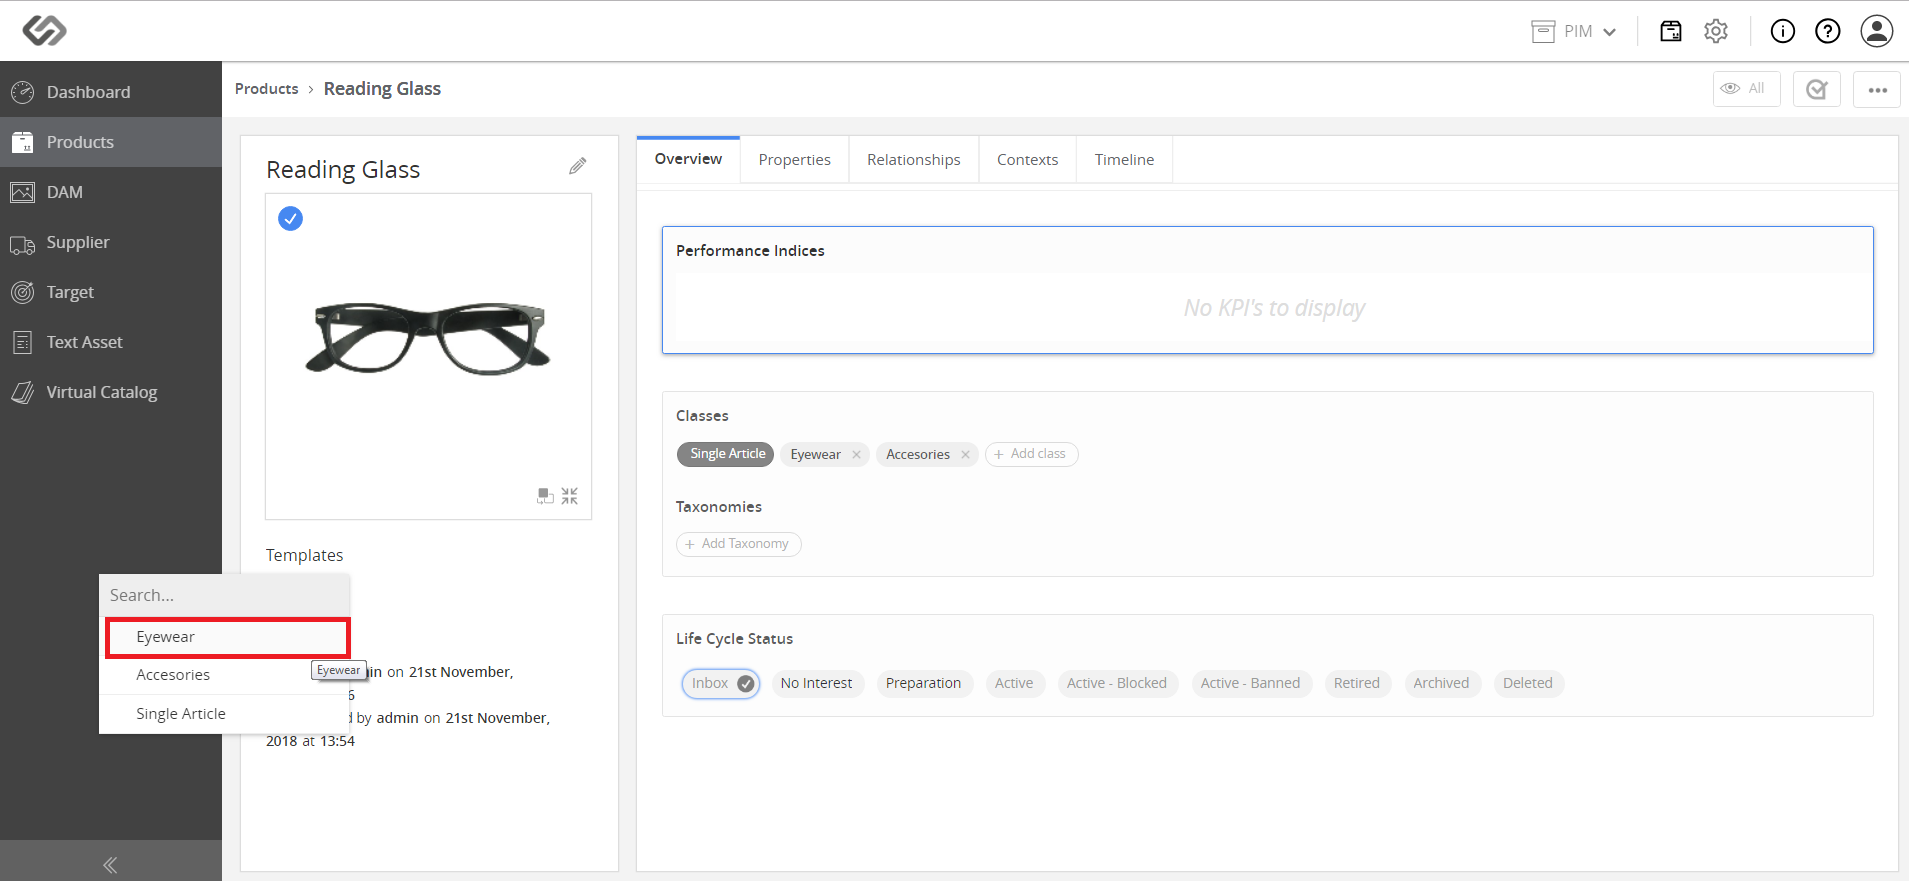 PIM
Dashboard
Products
DAM
Supplier
Target
Text Asset
Virtual Catalog
Products › Reading Glass
All
Reading Glass
Templates
Search...
Eyewear
Accesories
Single Article
Eyewear
in on 21st November,
6
d by admin on 21st November,
2018 at 13:54
Overview
Properties
Relationships
Contexts
Timeline
Performance Indices
No KPI's to display
Classes
Single Article Eyewear × Accesories × + Add class
Taxonomies
+ Add Taxonomy
Life Cycle Status
Inbox No Interest Preparation Active Active - Blocked Active - Banned Retired Archived Deleted